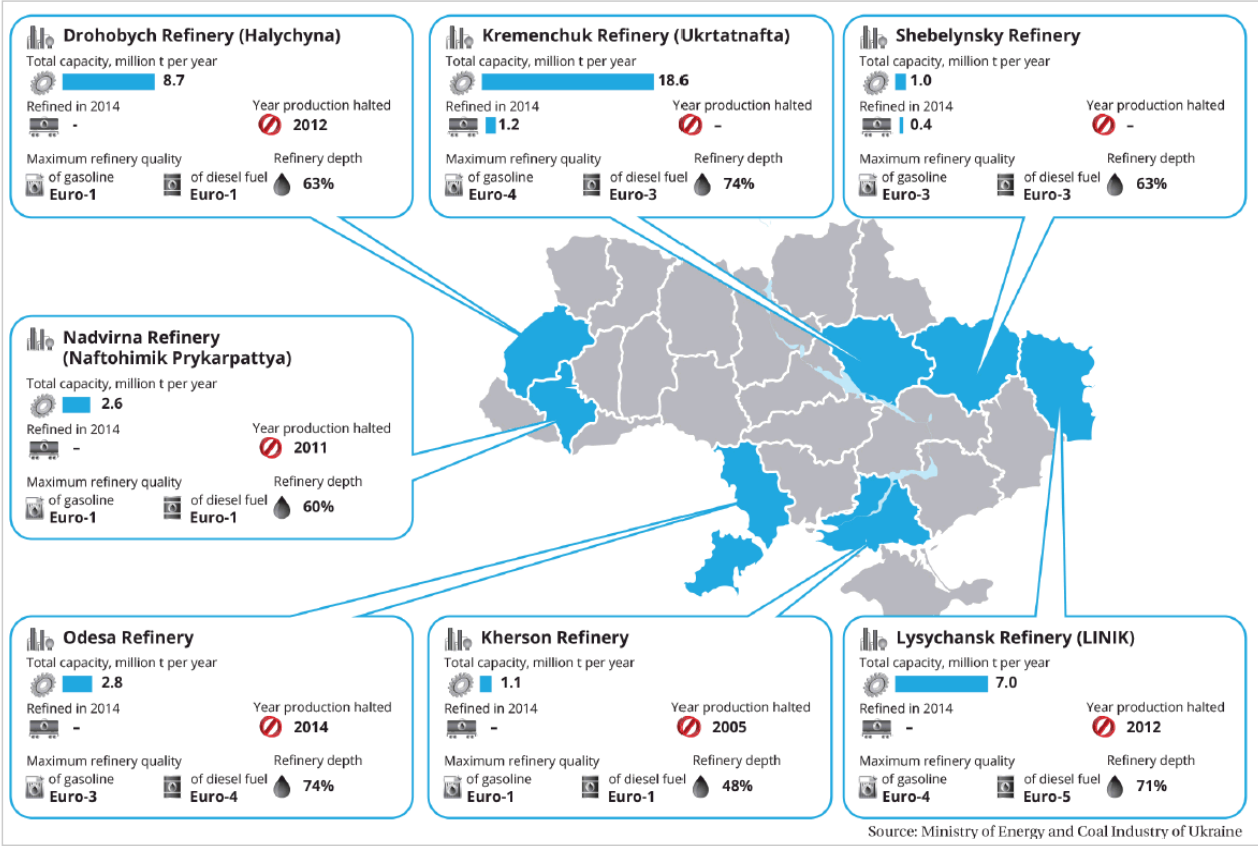 Drohobych Refinery (Halychyna)
Total capacity, million t per year
8.7
Refined in 2014
-
Year production halted
2012
Maximum refinery quality
of gasoline
Euro-1
of diesel fuel
Euro-1
Refinery depth
63%
Kremenchuk Refinery (Ukrtatnafta)
Total capacity, million t per year
18.6
Refined in 2014
1.2
Year production halted
–
Maximum refinery quality
of gasoline
Euro-4
of diesel fuel
Euro-3
Refinery depth
74%
Shebelynsky Refinery
Total capacity, million t per year
1.0
Refined in 2014
0.4
Year production halted
–
Maximum refinery quality
of gasoline
Euro-3
of diesel fuel
Euro-3
Refinery depth
63%
Nadvirna Refinery
(Naftohimik Prykarpattya)
Total capacity, million t per year
2.6
Refined in 2014
–
Year production halted
2011
Maximum refinery quality
of gasoline
Euro-1
of diesel fuel
Euro-1
Refinery depth
60%
Odesa Refinery
Total capacity, million t per year
2.8
Refined in 2014
–
Year production halted
2014
Maximum refinery quality
of gasoline
Euro-3
of diesel fuel
Euro-4
Refinery depth
74%
Kherson Refinery
Total capacity, million t per year
1.1
Refined in 2014
–
Year production halted
2005
Maximum refinery quality
of gasoline
Euro-1
of diesel fuel
Euro-1
Refinery depth
48%
Lysychansk Refinery (LINIK)
Total capacity, million t per year
7.0
Refined in 2014
–
Year production halted
2012
Maximum refinery quality
of gasoline
Euro-4
of diesel fuel
Euro-5
Refinery depth
71%
Source: Ministry of Energy and Coal Industry of Ukraine